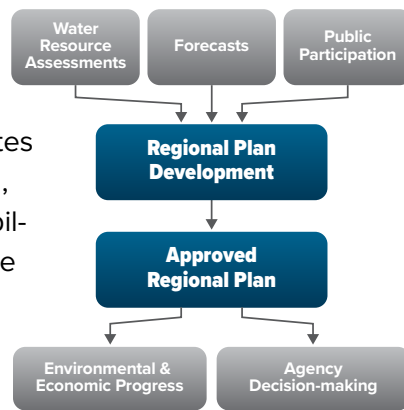 Water
Resource
Assessments
Forecasts
Public
Participation
Regional Plan
Development
Approved
Regional Plan
Environmental &
Economic Progress
Agency
Decision-making